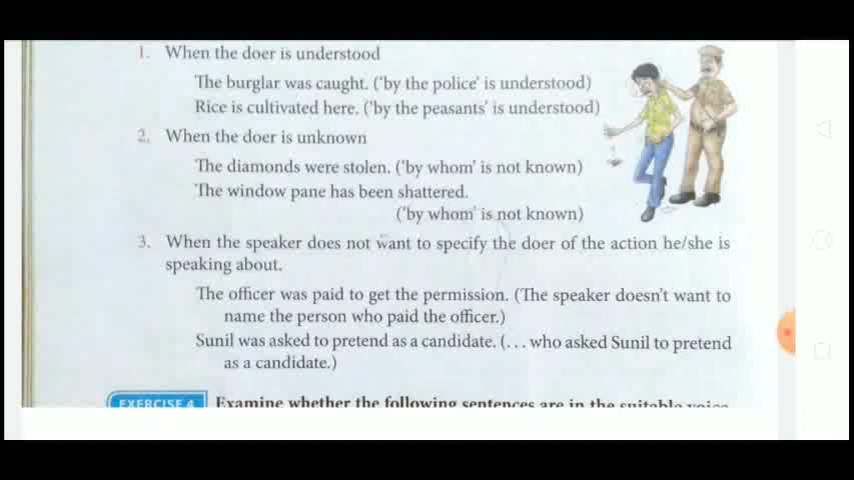 1. When the doer is understood
The burglar was caught. ('by the police' is understood)
Rice is cultivated here. ('by the peasants' is understood)
2. When the doer is unknown
The diamonds were stolen. ('by whom' is not known)
The window pane has been shattered.
('by whom' is not known)
3. When the speaker does not want to specify the doer of the action he/she is
speaking about.
The officer was paid to get the permission. (The speaker doesn't want to
name the person who paid the officer.)
Sunil was asked to pretend as a candidate. (. . . who asked Sunil to pretend
as a candidate.)
EXERCISE 4 Examine whether the following sentences are in the suitable voice